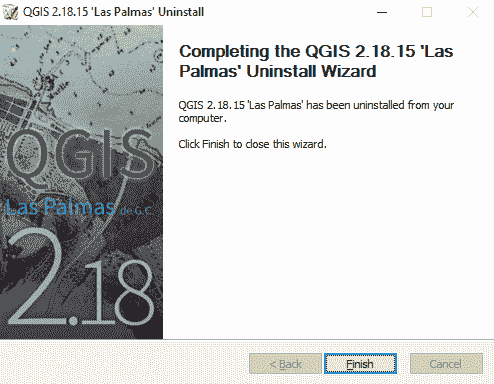 QGIS 2.18.15 'Las Palmas' Uninstall
Completing the QGIS 2.18.15 'Las
Palmas' Uninstall Wizard
QGIS 2.18.15 'Las Palmas' has been uninstalled from your
computer.
Click Finish to close this wizard.
QGIS
Las Palmas de G.C.
2.18
< Back
Finish
Cancel